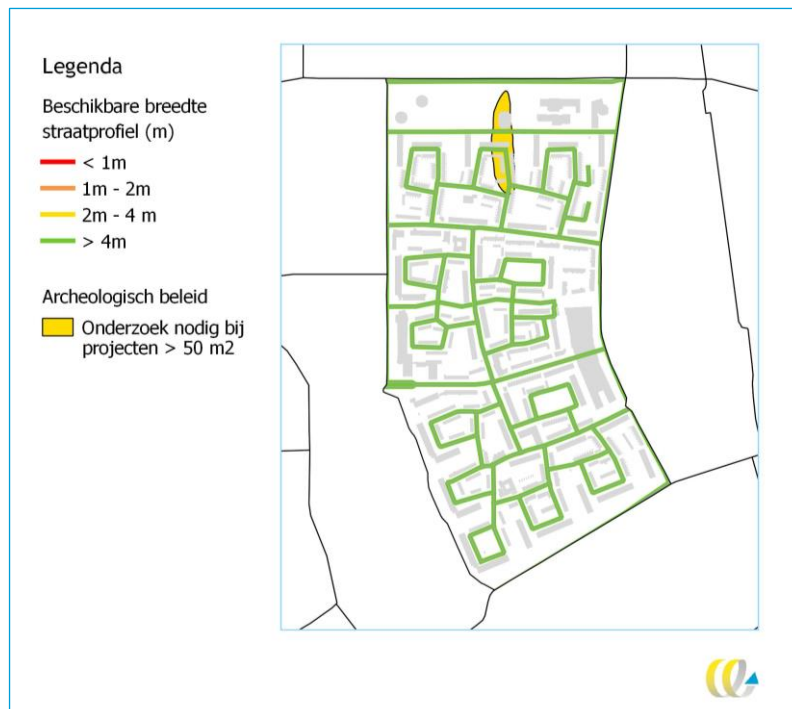 Legenda
Beschikbare breedte
straatprofiel (m)
< 1m
1m - 2m
2m - 4 m
> 4m
Archeologisch beleid
Onderzoek nodig bij
projecten > 50 m2